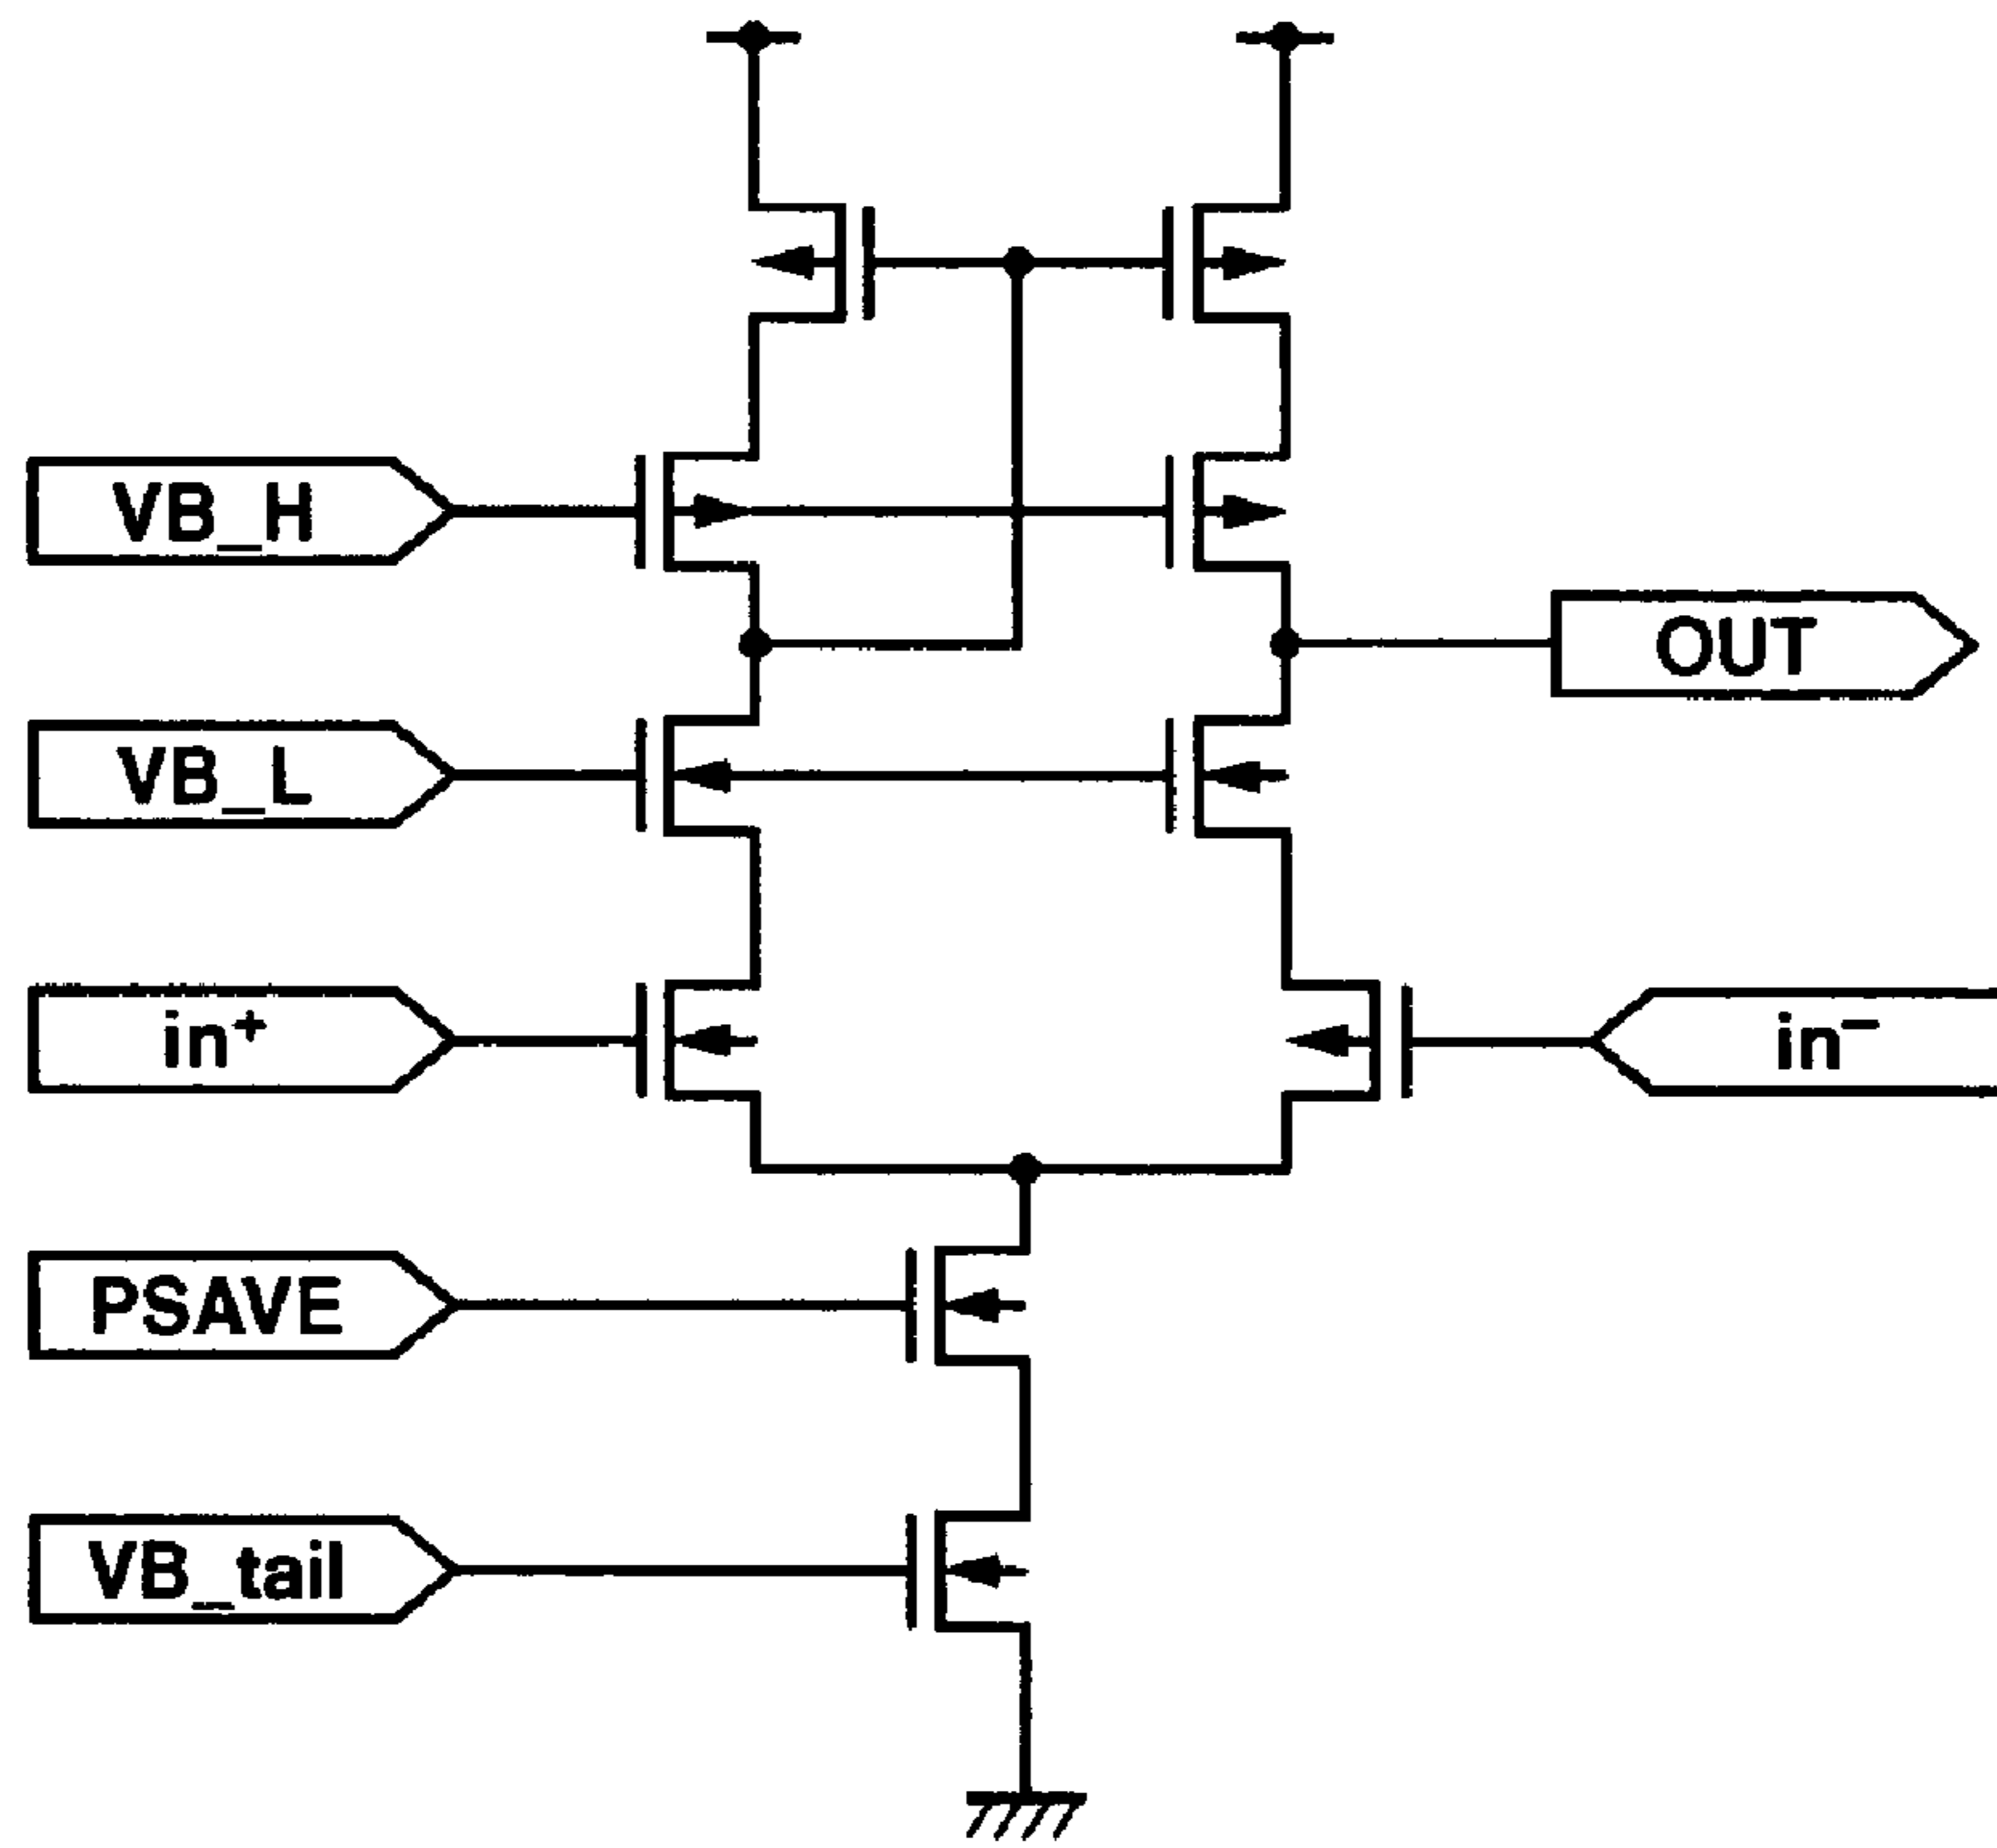 VB_H
OUT
VB_L
in+
in−
PSAVE
VB_tail